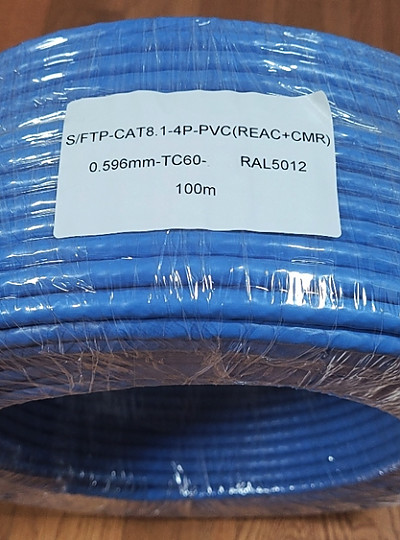 S/FTP-CAT8.1-4P-PVC(REAC+CMR)
0.596mm-TC60- RAL5012
100m